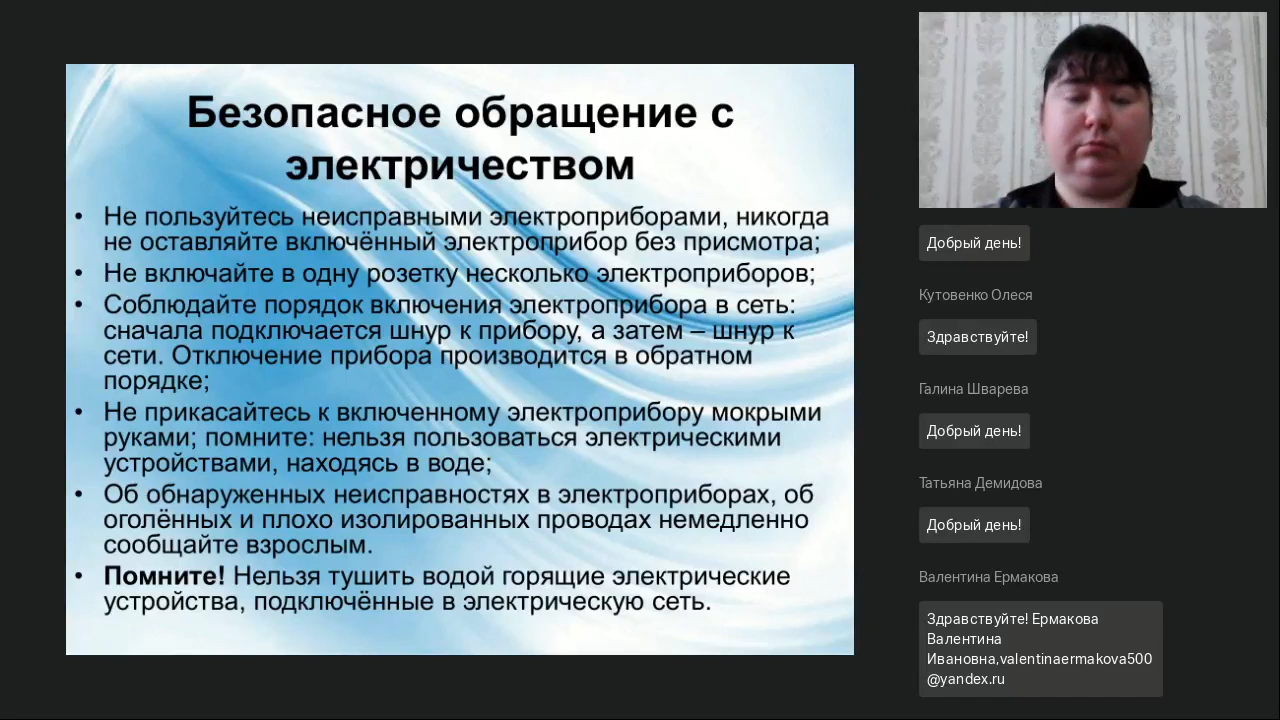 Безопасное обращение с
электричеством
• Не пользуйтесь неисправными электроприборами, никогда
не оставляйте включённый электроприбор без присмотра;
• Не включайте в одну розетку несколько электроприборов;
• Соблюдайте порядок включения электроприбора в сеть:
сначала подключается шнур к прибору, а затем – шнур к
сети. Отключение прибора производится в обратном
порядке;
• Не прикасайтесь к включенному электроприбору мокрыми
руками; помните: нельзя пользоваться электрическими
устройствами, находясь в воде;
• Об обнаруженных неисправностях в электроприборах, об
оголённых и плохо изолированных проводах немедленно
сообщайте взрослым.
• Помните! Нельзя тушить водой горящие электрические
устройства, подключённые в электрическую сеть.
Добрый день!
Кутовенко Олеся
Здравствуйте!
Галина Шварева
Добрый день!
Татьяна Демидова
Добрый день!
Валентина Ермакова
Здравствуйте! Ермакова
Валентина
Ивановна,valentinaermakova500
@yandex.ru